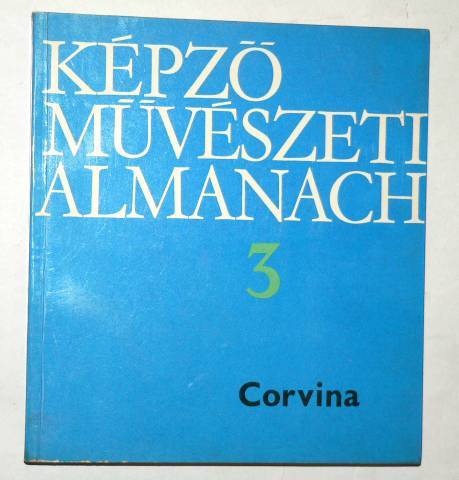 KÉPZŐ
MŰVÉSZETI
ALMANACH
3
Corvina